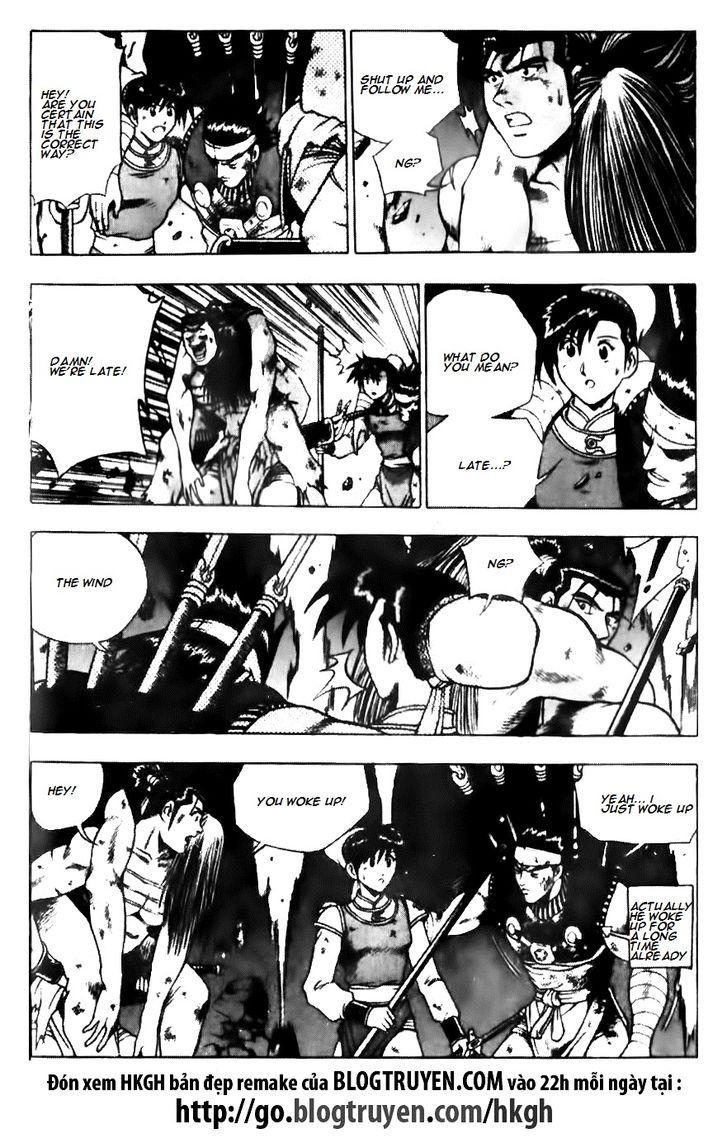 HEY!
ARE YOU
CERTAIN
THAT THIS
IS THE
CORRECT
WAY?
SHUT UP AND
FOLLOW ME...
NG?
DAMN!
WE'RE LATE!
WHAT DO
YOU MEAN?
LATE...?
THE WIND
NG?
HEY!
YOU WOKE UP!
YEAH... I
JUST WOKE UP
ACTUALLY
HE WOKE
UP FOR
A LONG
TIME
ALREADY
Đón xem HKGH bản đẹp remake của BLOGTRUYEN.COM vào 22h mỗi ngày tại :
http://go.blogtruyen.com/hkgh